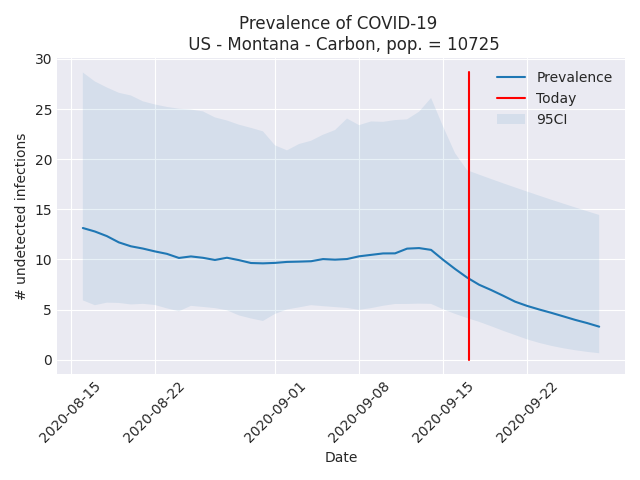 Prevalence of COVID-19
US - Montana - Carbon, pop. = 10725
Prevalence
Today
95CI
# undetected infections
30
25
20
15
10
5
0
2020-08-15
2020-08-22
2020-09-01
2020-09-08
2020-09-15
2020-09-22
Date